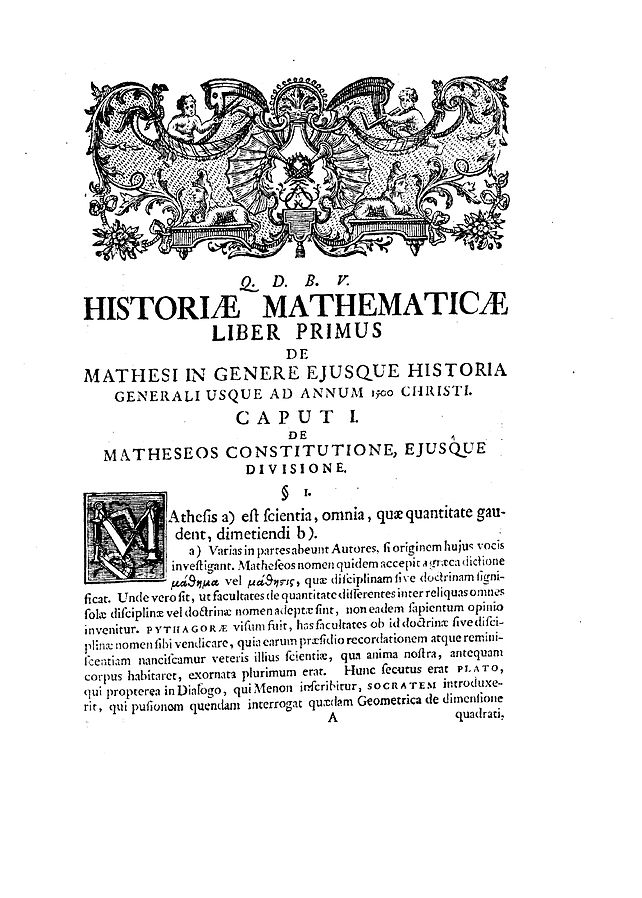 Q. D. B. V.
HISTORIÆ MATHEMATICÆ
LIBER PRIMUS
DE
MATHESI IN GENERE EJUSQUE HISTORIA
GENERALI USQUE AD ANNUM 1500 CHRISTI.
CAPUT I.
DE
MATHESEOS CONSTITUTIONE, EJUSQUE
DIVISIONE.
§ 1.
MAthesis a) est scientia, omnia, quæ quantitate gau-
dent, dimetiendi b).
a) Varias in partes abeunt Autores, si originem hujus vocis
investigant. Matheseos nomen quidem accepit a græca dictione
μάθημα vel μάθησις, quæ disciplinam sive doctrinam signi-
ficat. Unde vero sit, ut facultates de quantitate differentes inter reliquas omnes
solæ disciplinæ vel doctrinæ nomen adeptæ sint, non eadem sapientum opinio
invenitur. PYTHAGORÆ visum fuit, has facultates ob id doctrinæ sive disci-
plinæ nomen sibi vendicare, quia earum præsidio recordationem atque remini-
scentiam nanciscamur veteris illius scientiæ, qua anima nostra, antequam
corpus habitaret, exornata plurimum erat. Hunc secutus erat PLATO,
qui propterea in Dialogo, qui Menon inscribitur, SOCRATEM introduxe-
rit, qui pusionem quendam interrogat quædam Geometrica de dimensione
A quadrati,